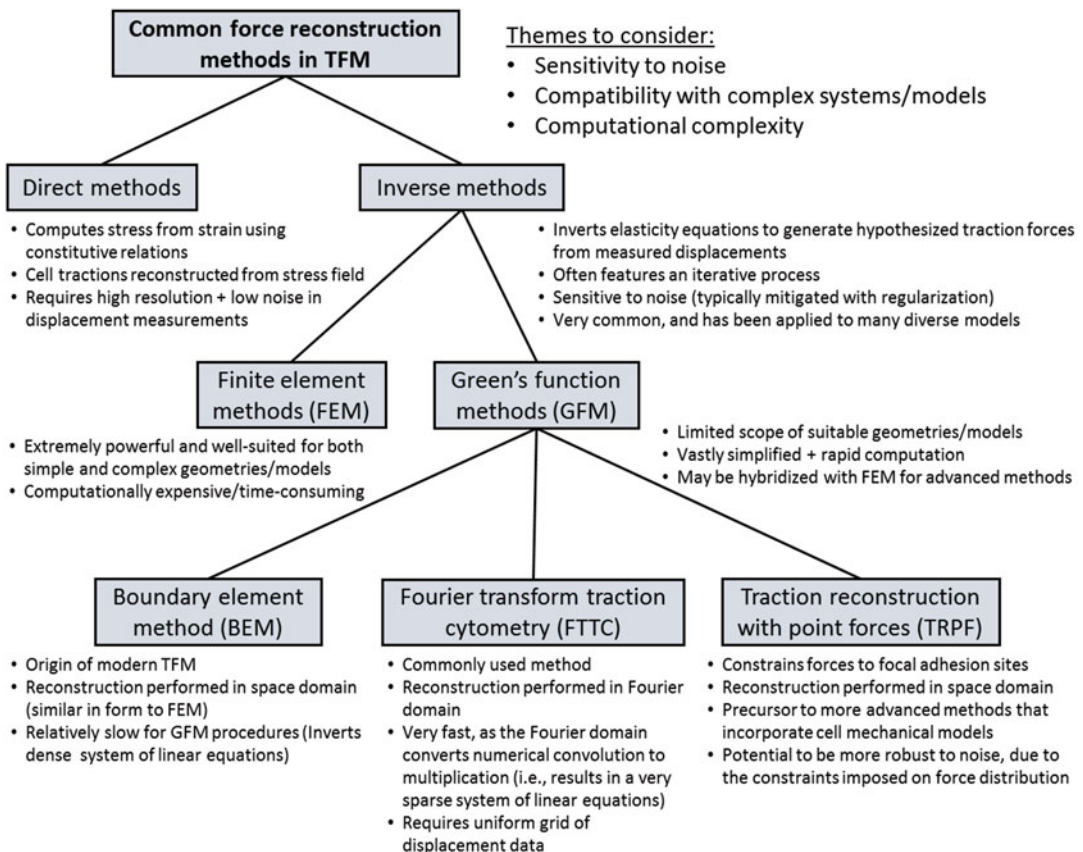 Common force reconstruction
methods in TFM
Themes to consider:
• Sensitivity to noise
• Compatibility with complex systems/models
• Computational complexity
Direct methods
• Computes stress from strain using
constitutive relations
• Cell tractions reconstructed from stress field
• Requires high resolution + low noise in
displacement measurements
Inverse methods
• Inverts elasticity equations to generate hypothesized traction forces
from measured displacements
• Often features an iterative process
• Sensitive to noise (typically mitigated with regularization)
• Very common, and has been applied to many diverse models
Finite element
methods (FEM)
• Extremely powerful and well-suited for both
simple and complex geometries/models
• Computationally expensive/time-consuming
Green's function
methods (GFM)
• Limited scope of suitable geometries/models
• Vastly simplified + rapid computation
• May be hybridized with FEM for advanced methods
Boundary element
method (BEM)
• Origin of modern TFM
• Reconstruction performed in space domain
(similar in form to FEM)
• Relatively slow for GFM procedures (Inverts
dense system of linear equations)
Fourier transform traction
cytometry (FTTC)
• Commonly used method
• Reconstruction performed in Fourier
domain
• Very fast, as the Fourier domain
converts numerical convolution to
multiplication (i.e., results in a very
sparse system of linear equations)
• Requires uniform grid of
displacement data
Traction reconstruction
with point forces (TRPF)
• Constrains forces to focal adhesion sites
• Reconstruction performed in space domain
• Precursor to more advanced methods that
incorporate cell mechanical models
• Potential to be more robust to noise, due to
the constraints imposed on force distribution